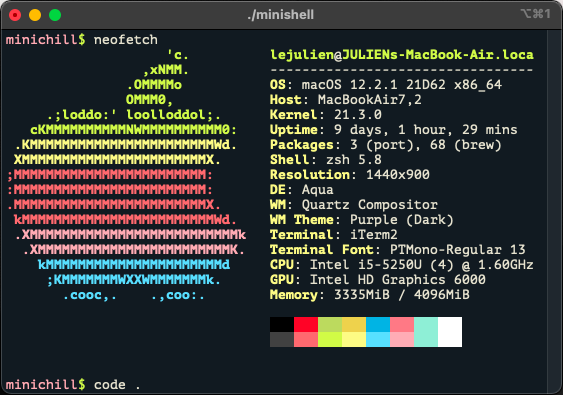 ./minishell
⌥⌘1
minichill$ neofetch
'c.
,xNMM.
.OMMMMo
OMMM0,
.;loddo:' loolloddol;.
cKMMMMMMMMMMNWMMMMMMMMMM0:
.KMMMMMMMMMMMMMMMMMMMMMMMWd.
XMMMMMMMMMMMMMMMMMMMMMMMX.
;MMMMMMMMMMMMMMMMMMMMMMMM:
:MMMMMMMMMMMMMMMMMMMMMMMM:
.MMMMMMMMMMMMMMMMMMMMMMMMX.
kMMMMMMMMMMMMMMMMMMMMMMMMWd.
.XMMMMMMMMMMMMMMMMMMMMMMMMMMk
.XMMMMMMMMMMMMMMMMMMMMMMMMK.
kMMMMMMMMMMMMMMMMMMMMMMd
;KMMMMMMMWXXWMMMMMMMk.
.cooc,.    .,coo:.
lejulien@JULIENs-MacBook-Air.loca
---------------------------------
OS: macOS 12.2.1 21D62 x86_64
Host: MacBookAir7,2
Kernel: 21.3.0
Uptime: 9 days, 1 hour, 29 mins
Packages: 3 (port), 68 (brew)
Shell: zsh 5.8
Resolution: 1440x900
DE: Aqua
WM: Quartz Compositor
WM Theme: Purple (Dark)
Terminal: iTerm2
Terminal Font: PTMono-Regular 13
CPU: Intel i5-5250U (4) @ 1.60GHz
GPU: Intel HD Graphics 6000
Memory: 3335MiB / 4096MiB
minichill$ code .